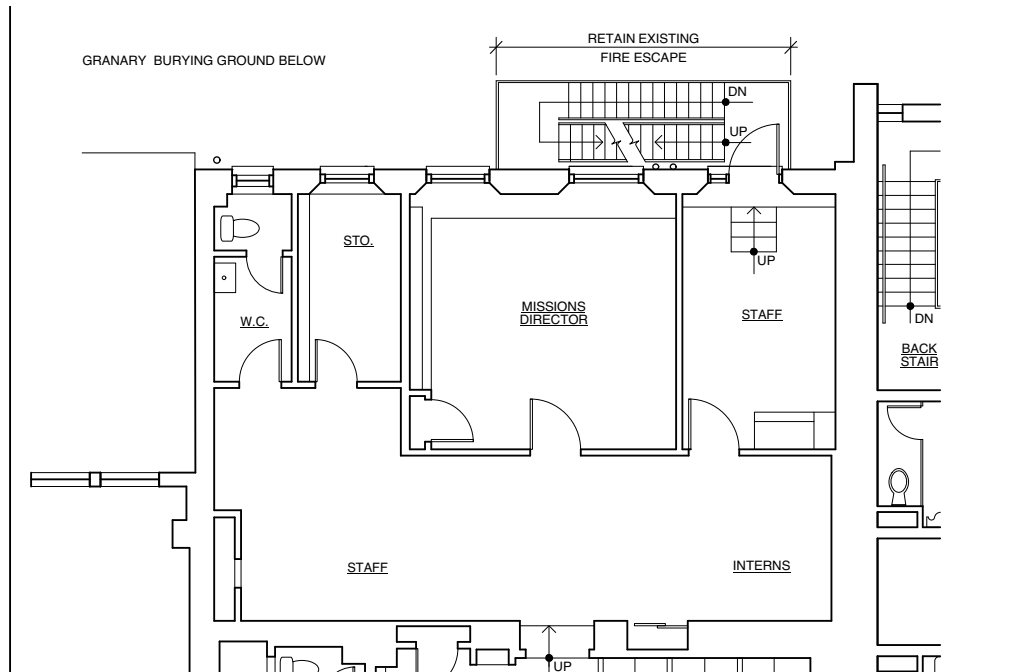 RETAIN EXISTING
FIRE ESCAPE
GRANARY BURYING GROUND BELOW
DN
UP
STO.
UP
MISSIONS
DIRECTOR
STAFF
W.C.
DN
BACK
STAIR
STAFF
INTERNS
UP